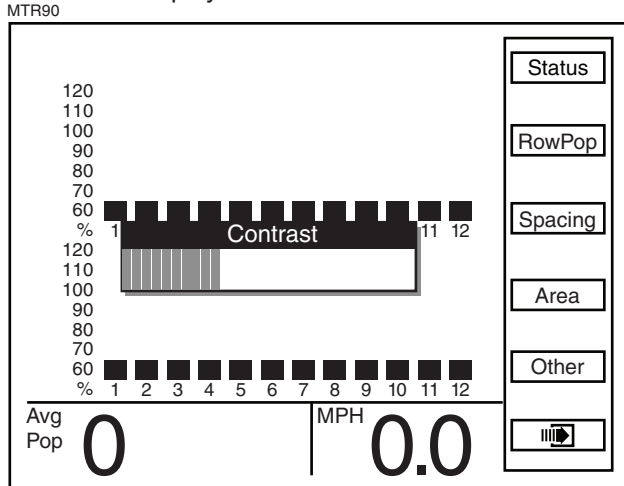 MTR90
120
110
100
90
80
70
60
% 1 11 12
Contrast
120
110
100
90
80
70
60
% 1 2 3 4 5 6 7 8 9 10 11 12
Avg
Pop 0
MPH 0.0
Status
RowPop
Spacing
Area
Other